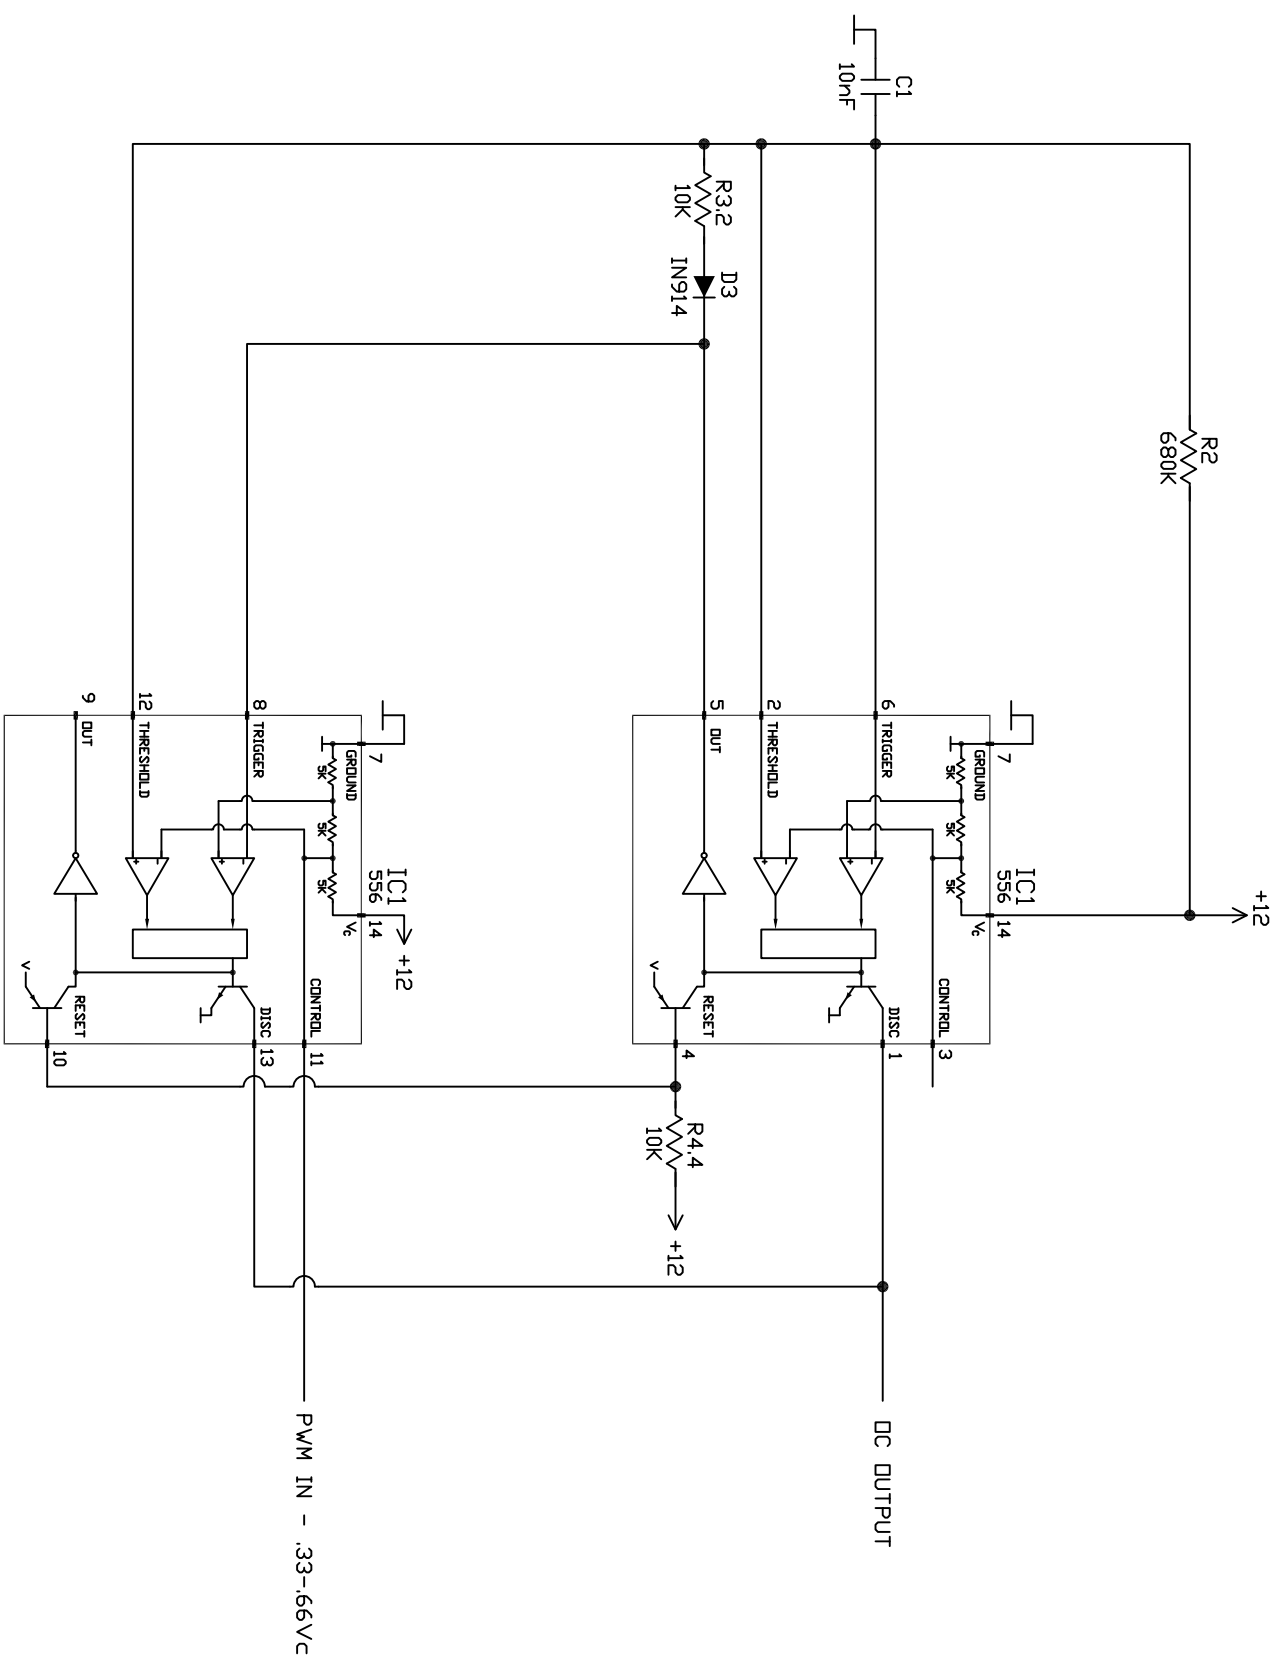 +12
R2
680K
C1
10nF
R3,2
10K
D3
IN914
IC1
556
7
14
GROUND
Vc
5K
5K
5K
6
TRIGGER
CONTROL
3
2
THRESHOLD
DISC
1
5
OUT
RESET
4
V
R4,4
10K
+12
IC1
556
7
14
+12
GROUND
Vc
5K
5K
5K
8
TRIGGER
CONTROL
11
12
THRESHOLD
DISC
13
9
OUT
RESET
10
V
OC OUTPUT
PWM IN - .33-.66Vc